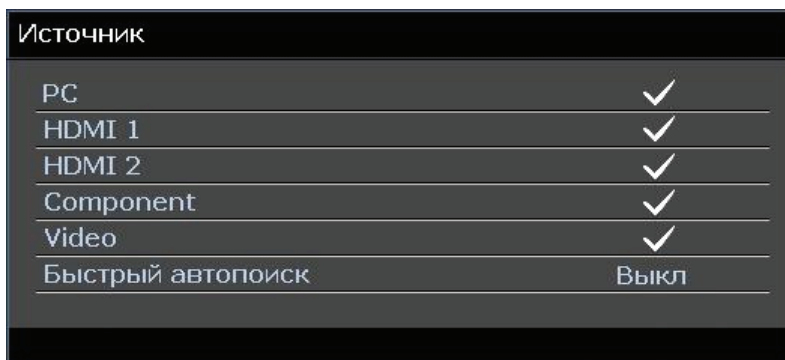 Источник
PC
HDMI 1
HDMI 2
Component
Video
Быстрый автопоиск Выкл